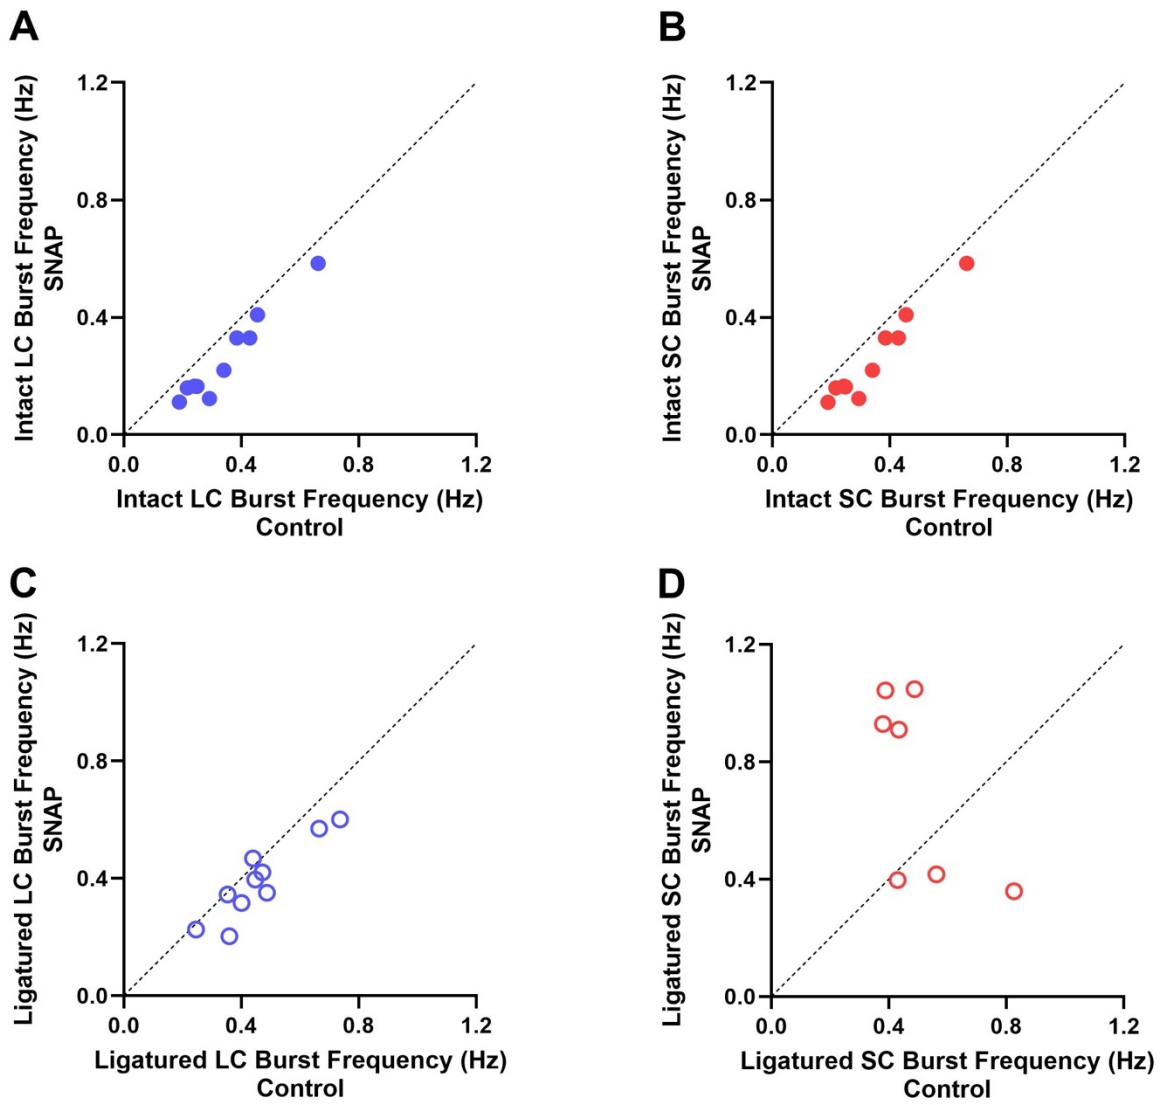 A
Intact LC Burst Frequency (Hz)
SNAP
1.2
0.8
0.4
0.0
0.0 0.4 0.8 1.2
Intact LC Burst Frequency (Hz)
Control
B
Intact SC Burst Frequency (Hz)
SNAP
1.2
0.8
0.4
0.0
0.0 0.4 0.8 1.2
Intact SC Burst Frequency (Hz)
Control
C
Ligatured LC Burst Frequency (Hz)
SNAP
1.2
0.8
0.4
0.0
0.0 0.4 0.8 1.2
Ligatured LC Burst Frequency (Hz)
Control
D
Ligatured SC Burst Frequency (Hz)
SNAP
1.2
0.8
0.4
0.0
0.0 0.4 0.8 1.2
Ligatured SC Burst Frequency (Hz)
Control